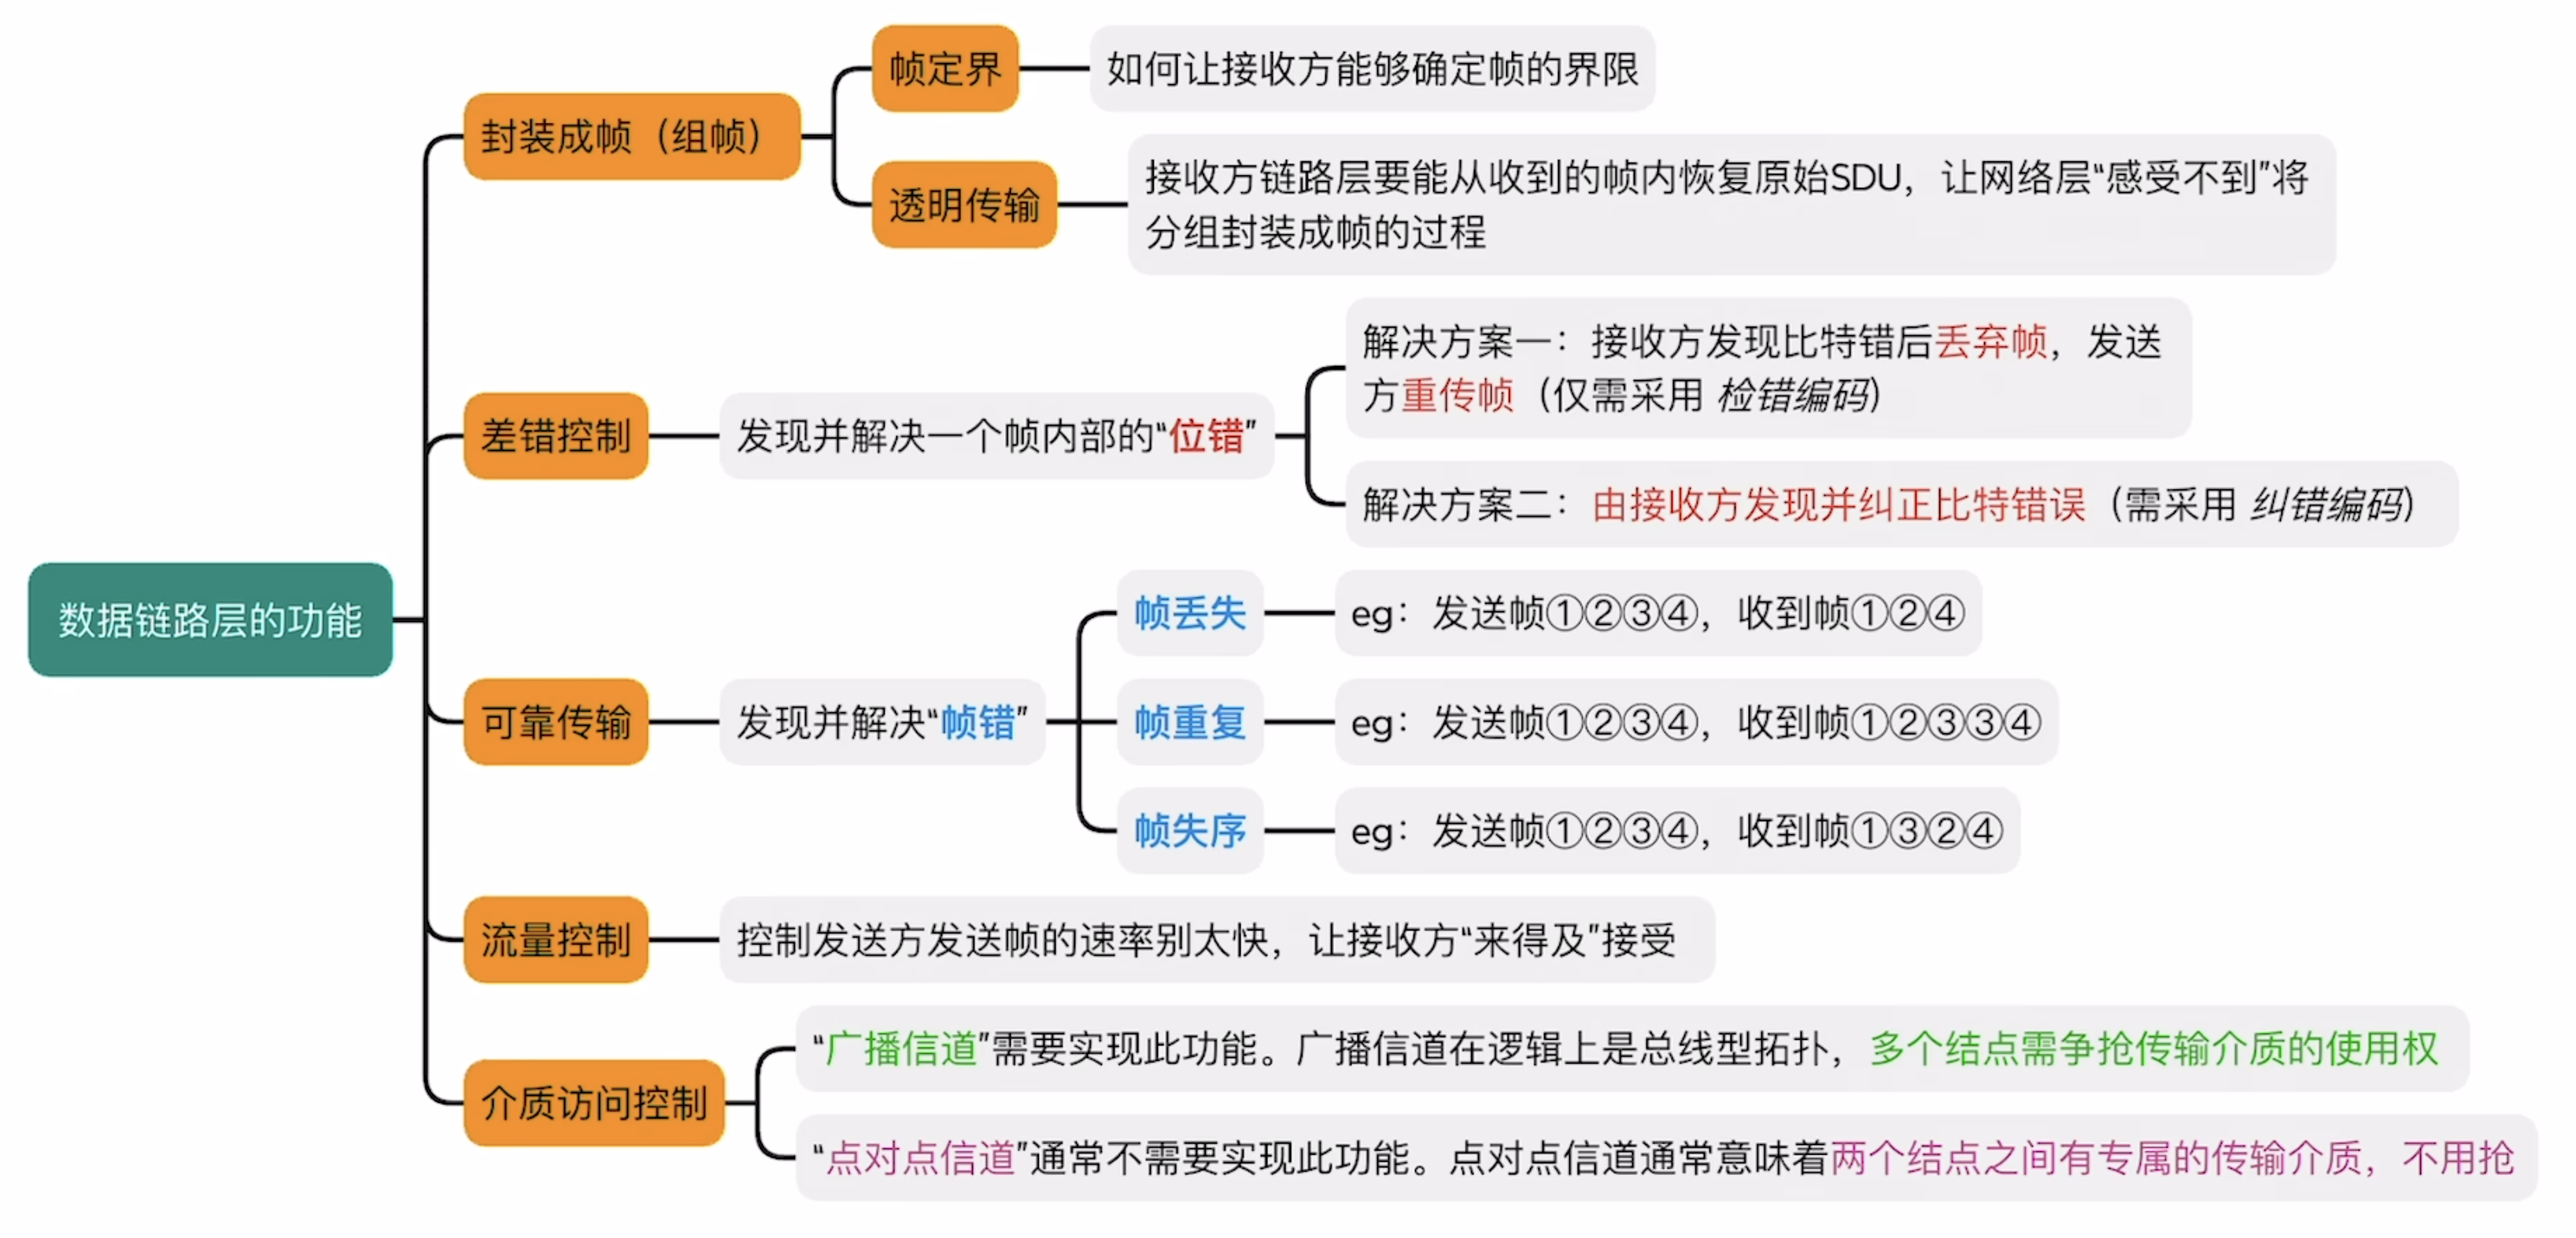 数据链路层的功能
封装成帧（组帧）
帧定界
如何让接收方能够确定帧的界限
透明传输
接收方链路层要能从收到的帧内恢复原始SDU，让网络层“感受不到”将
分组封装成帧的过程
差错控制
发现并解决一个帧内部的“位错”
解决方案一：接收方发现比特错后丢弃帧，发送
方重传帧（仅需采用 检错编码）
解决方案二：由接收方发现并纠正比特错误（需采用 纠错编码）
可靠传输
发现并解决“帧错”
帧丢失
eg：发送帧①②③④，收到帧①②④
帧重复
eg：发送帧①②③④，收到帧①②③③④
帧失序
eg：发送帧①②③④，收到帧①③②④
流量控制
控制发送方发送帧的速率别太快，让接收方“来得及”接受
介质访问控制
“广播信道”需要实现此功能。广播信道在逻辑上是总线型拓扑，多个结点需争抢传输介质的使用权
“点对点信道”通常不需要实现此功能。点对点信道通常意味着两个结点之间有专属的传输介质，不用抢